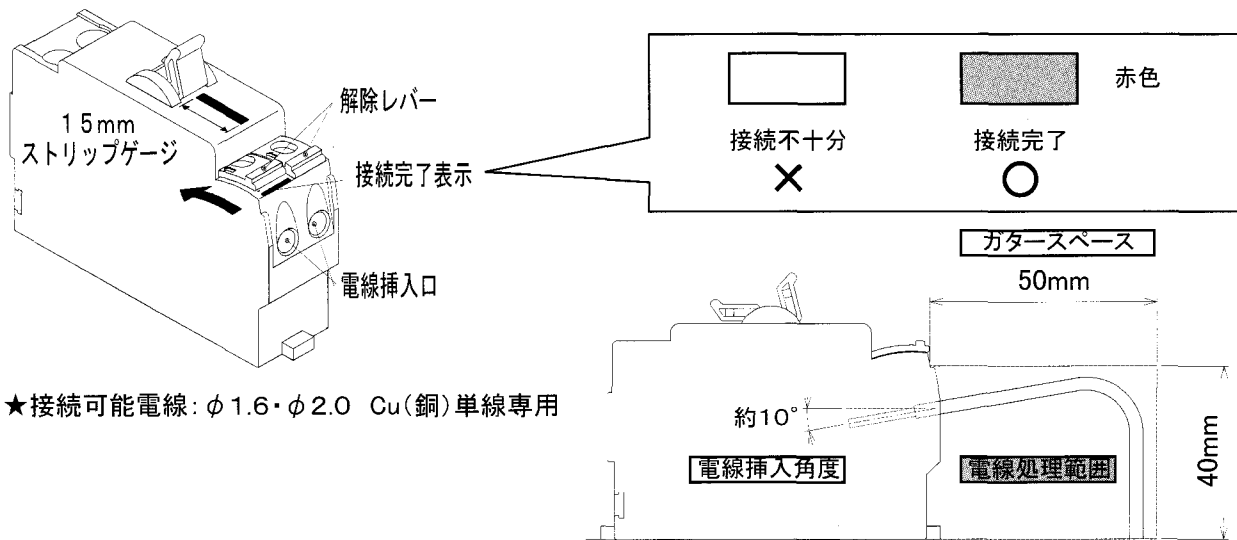 15mm
ストリップゲージ
解除レバー
接続完了表示
電線挿入口
赤色
接続不十分
接続完了
×
○
★接続可能電線:φ1.6・φ2.0 Cu(銅)単線専用
ガタースペース
50mm
約10°
電線挿入角度
電線処理範囲
40mm